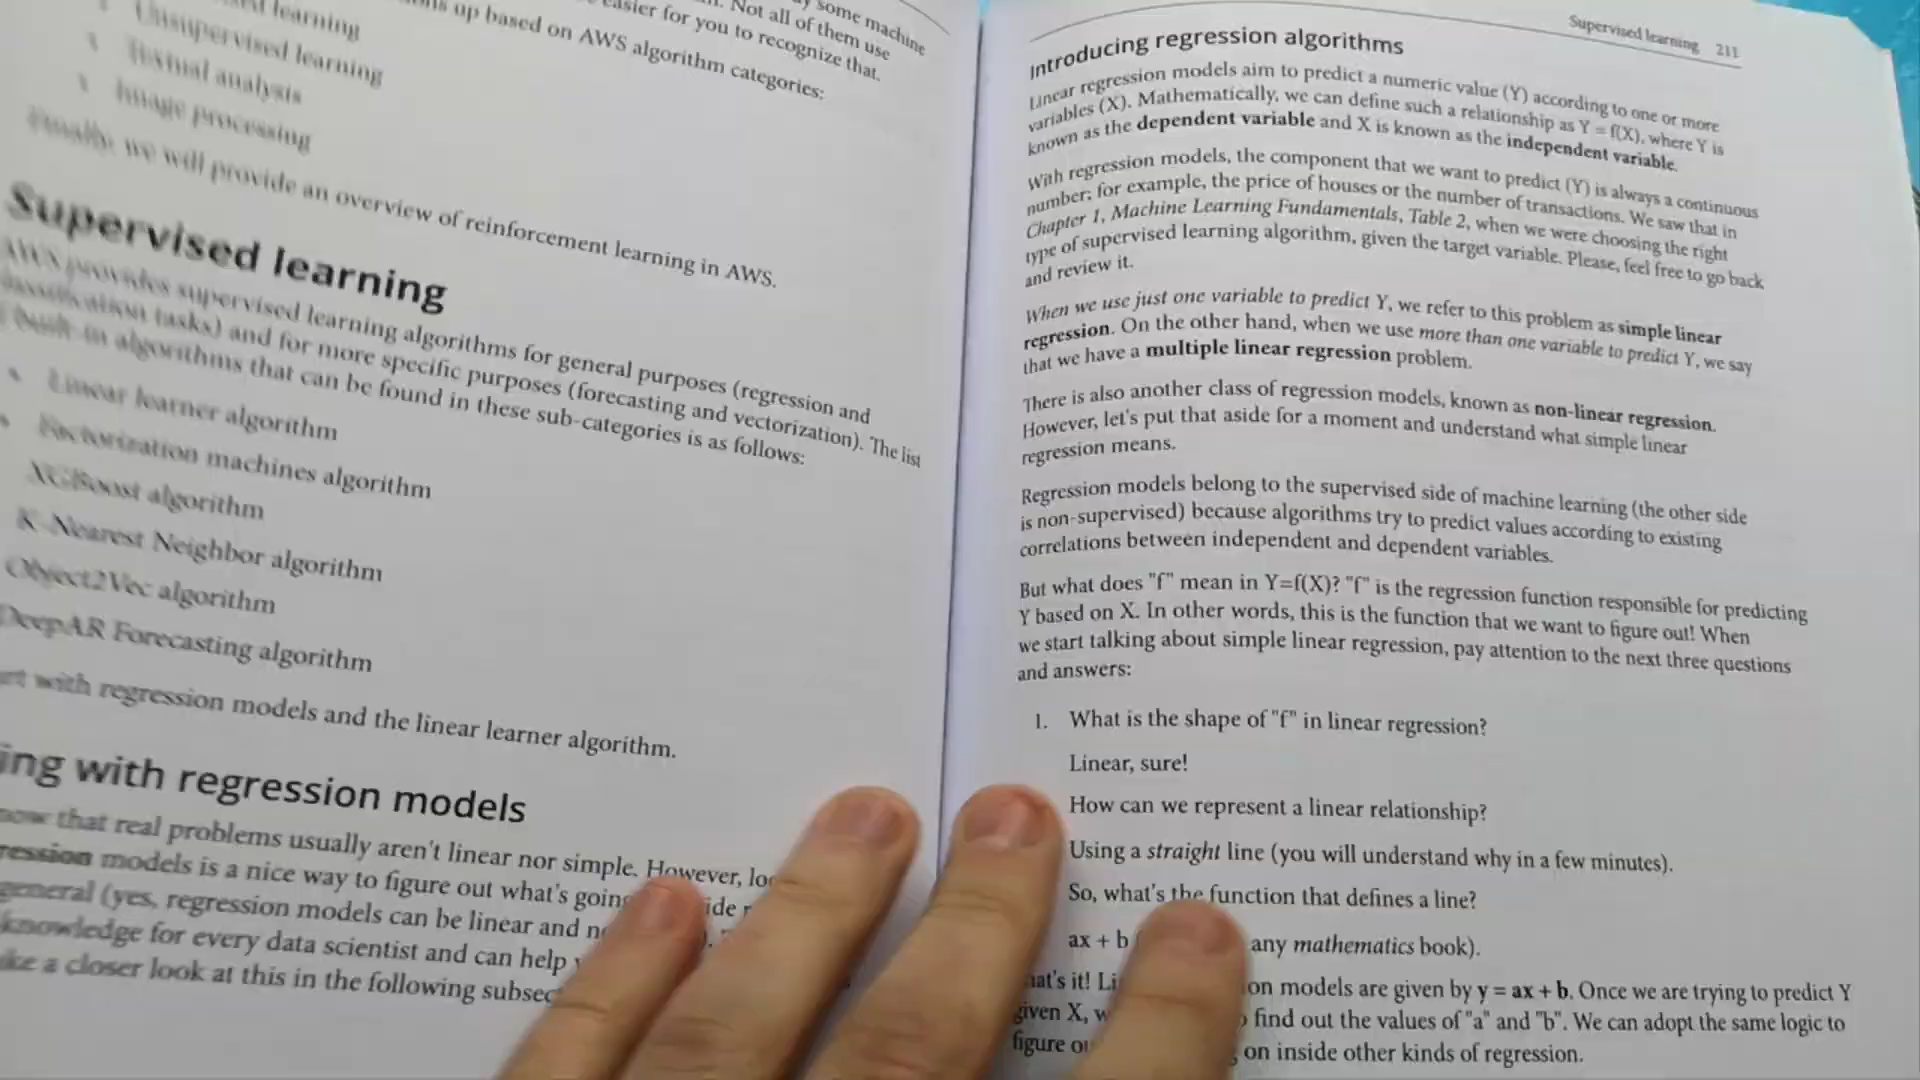 some machine
Not all of them use
easier for you to recognize that.
up based on AWS algorithm categories:
learning
Unsupervised learning
Textual analysis
Image processing
Finally, we will provide an overview of reinforcement learning in AWS.
Supervised learning
AWS provides supervised learning algorithms for general purposes (regression and
classification tasks) and for more specific purposes (forecasting and vectorization). The list
built-in algorithms that can be found in these sub-categories is as follows:
Linear learner algorithm
Factorization machines algorithm
XGBoost algorithm
K-Nearest Neighbor algorithm
Object2Vec algorithm
DeepAR Forecasting algorithm
with regression models and the linear learner algorithm.
ing with regression models
now that real problems usually aren't linear nor simple. However,
models is a nice way to figure out what's going
general (yes, regression models can be linear and
knowledge for every data scientist and can help
a closer look at this in the following
Supervised learning 211
Introducing regression algorithms
Linear regression models aim to predict a numeric value (Y) according to one or more
variables (X). Mathematically, we can define such a relationship as Y = f(X), where Y is
known as the dependent variable and X is known as the independent variable.
With regression models, the component that we want to predict (Y) is always a continuous
number; for example, the price of houses or the number of transactions. We saw that in
Chapter 1, Machine Learning Fundamentals, Table 2, when we were choosing the right
type of supervised learning algorithm, given the target variable. Please, feel free to go back
and review it.
When we use just one variable to predict Y, we refer to this problem as simple linear
regression. On the other hand, when we use more than one variable to predict Y, we say
that we have a multiple linear regression problem.
There is also another class of regression models, known as non-linear regression.
However, let's put that aside for a moment and understand what simple linear
regression means.
Regression models belong to the supervised side of machine learning (the other side
is non-supervised) because algorithms try to predict values according to existing
correlations between independent and dependent variables.
But what does "f" mean in Y=f(X)? "f" is the regression function responsible for predicting
Y based on X. In other words, this is the function that we want to figure out! When
we start talking about simple linear regression, pay attention to the next three questions
and answers:
1. What is the shape of "f" in linear regression?
Linear, sure!
How can we represent a linear relationship?
Using a straight line (you will understand why in a few minutes).
So, what's the function that defines a line?
ax + b any mathematics book).
hat's it! on models are given by y = ax + b. Once we are trying to predict Y
given X, find out the values of "a" and "b". We can adopt the same logic to
figure on inside other kinds of regression.